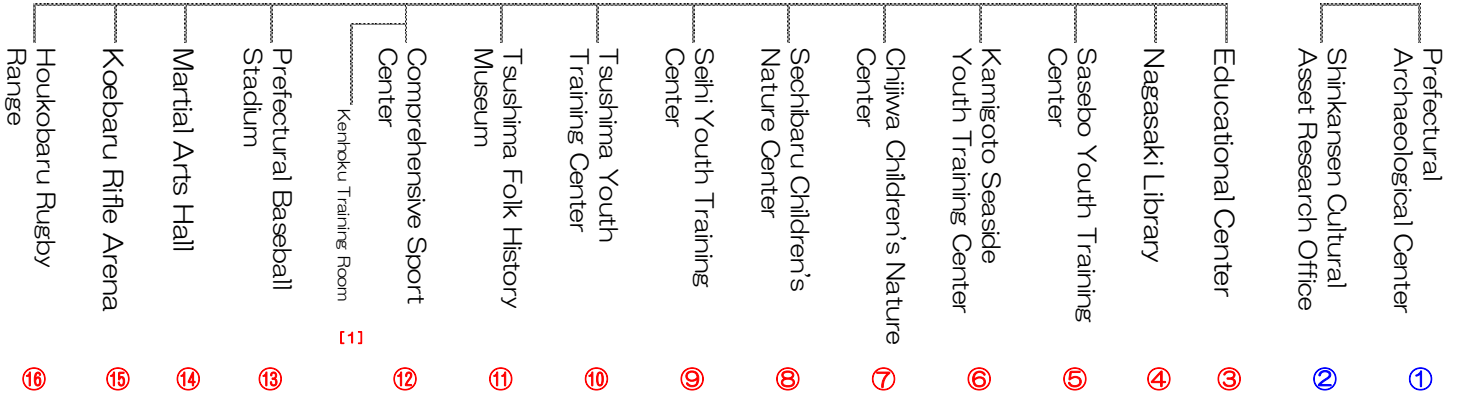 Prefectural
Archaeological Center
①
Shinkansen Cultural
Asset Research Office
②
Educational Center
③
Nagasaki Library
④
Sasebo Youth Training
Center
⑤
Kamigoto Seaside
Youth Training Center
⑥
Chijiwa Children's Nature
Center
⑦
Sechibaru Children's
Nature Center
⑧
Seihi Youth Training
Center
⑨
Tsushima Youth
Training Center
⑩
Tsushima Folk History
Museum
⑪
Comprehensive Sport
Center
⑫
Kenhoku Training Room
[1]
Prefectural Baseball
Stadium
⑬
Martial Arts Hall
⑭
Koebaru Rifle Arena
⑮
Houkobaru Rugby
Range
⑯